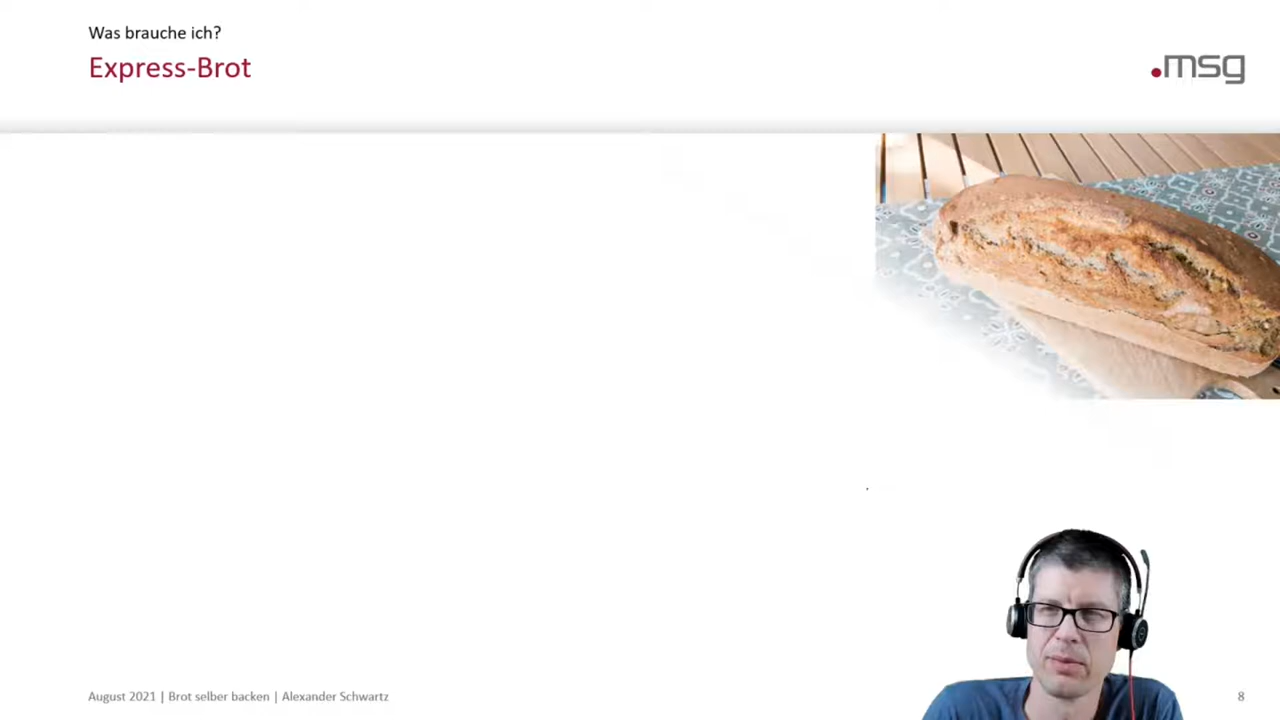 Was brauche ich?
Express-Brot
.msg
August 2021 | Brot selber backen | Alexander Schwartz
8